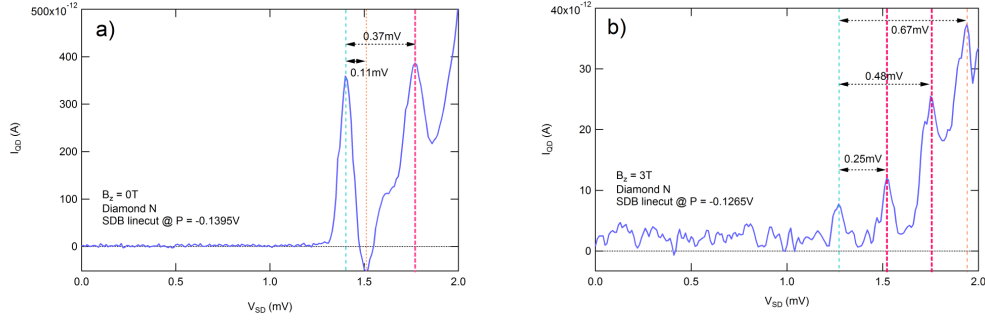 a)
500x10⁻¹²
400
300
200
100
0
I_QD (A)
0.37mV
0.11mV
B_z = 0T
Diamond N
SDB linecut @ P = -0.1395V
0.0
0.5
1.0
1.5
2.0
V_SD (mV)
b)
40x10⁻¹²
30
20
10
0
I_QD (A)
0.67mV
0.48mV
0.25mV
B_z = 3T
Diamond N
SDB linecut @ P = -0.1265V
0.0
0.5
1.0
1.5
2.0
V_SD (mV)